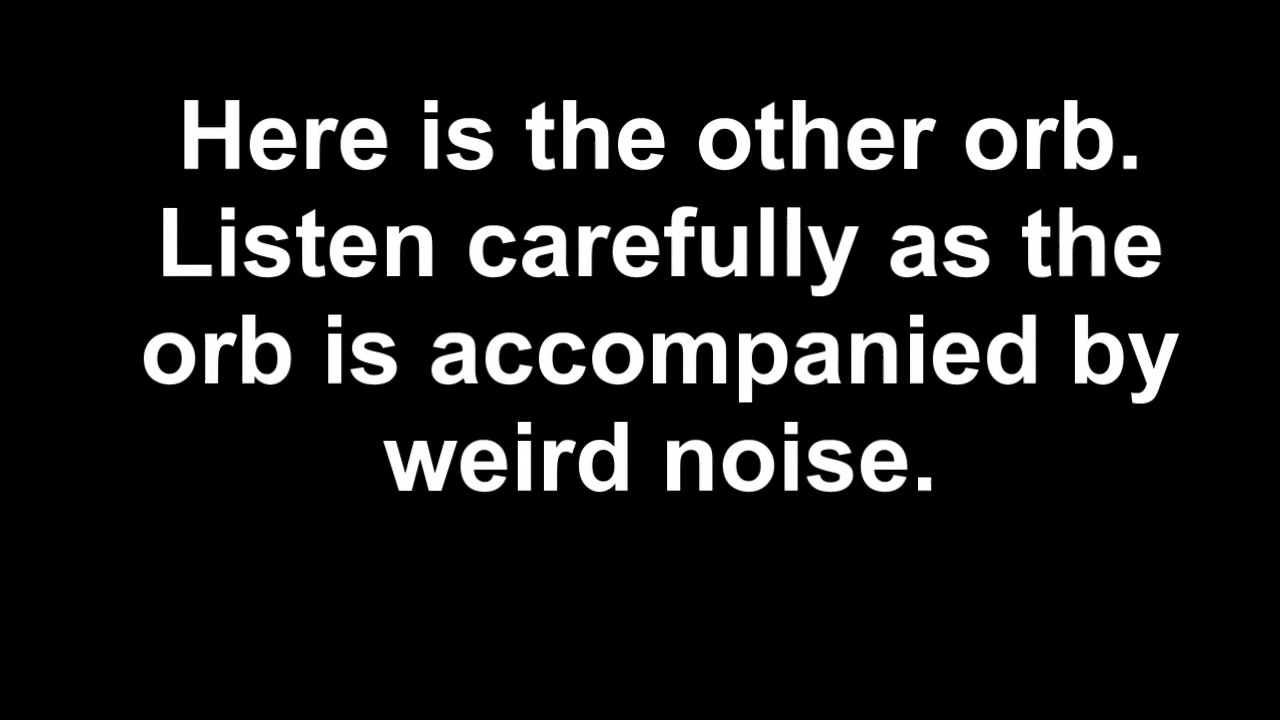 Here is the other orb.
Listen carefully as the
orb is accompanied by
weird noise.